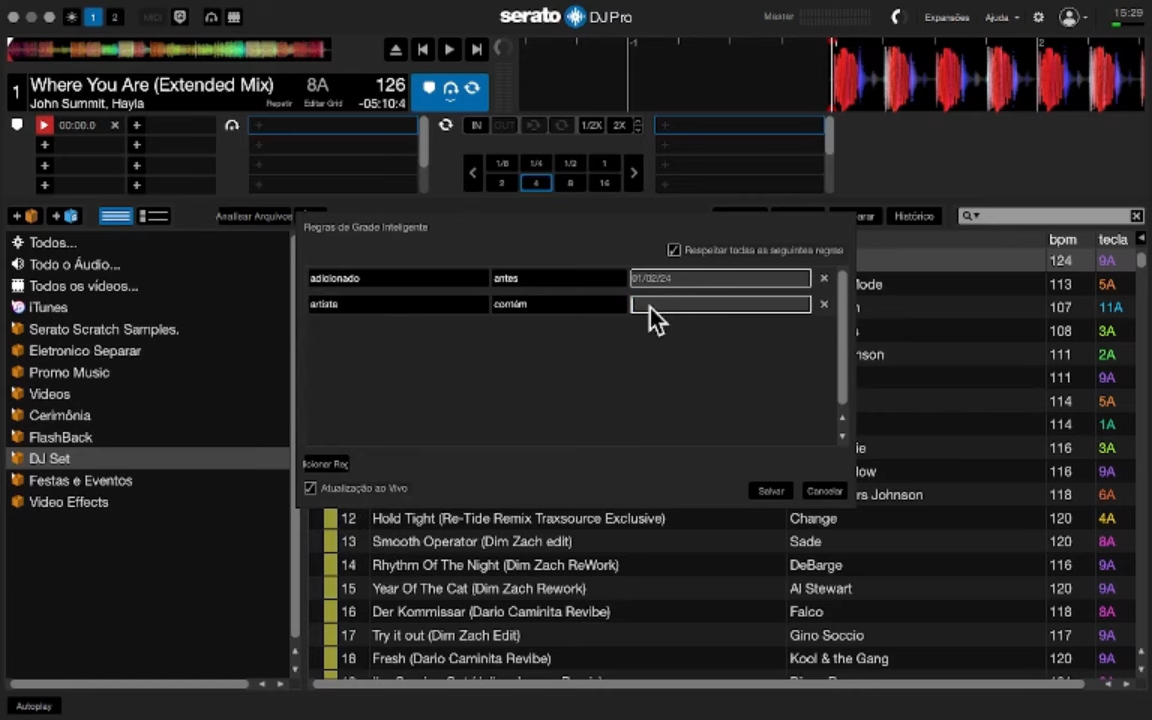 1
2
MIDI
serato DJ Pro
Master
Expansões
Ajuda
15:29
1
Where You Are (Extended Mix)
8A
126
John Summit, Hayla
Repetir
Editar Grid
-05:10:4
-1
1
2
00:00.0
IN
OUT
1/2X
2X
1/8
1/4
1/2
1
2
4
8
16
Analisar Arquivos
Histórico
Todos...
Todo o Áudio...
Todos os vídeos...
iTunes
Serato Scratch Samples.
Eletronico Separar
Promo Music
Videos
Cerimônia
FlashBack
DJ Set
Festas e Eventos
Video Effects
Regras de Grade Inteligente
Respeitar todas as seguintes regras
adicionado
antes
01/02/24
artista
contém
Atualização ao Vivo
Salvar
Cancelar
bpm
tecla
124
9A
113
5A
107
11A
108
3A
111
2A
111
9A
114
5A
114
1A
116
3A
116
9A
118
6A
12
Hold Tight (Re-Tide Remix Traxsource Exclusive)
Change
120
4A
13
Smooth Operator (Dim Zach edit)
Sade
120
8A
14
Rhythm Of The Night (Dim Zach ReWork)
DeBarge
116
9A
15
Year Of The Cat (Dim Zach Rework)
Al Stewart
120
9A
16
Der Kommissar (Dario Caminita Revibe)
Falco
118
8A
17
Try it out (Dim Zach Edit)
Gino Soccio
117
9A
18
Fresh (Dario Caminita Revibe)
Kool & the Gang
120
9A
Autoplay